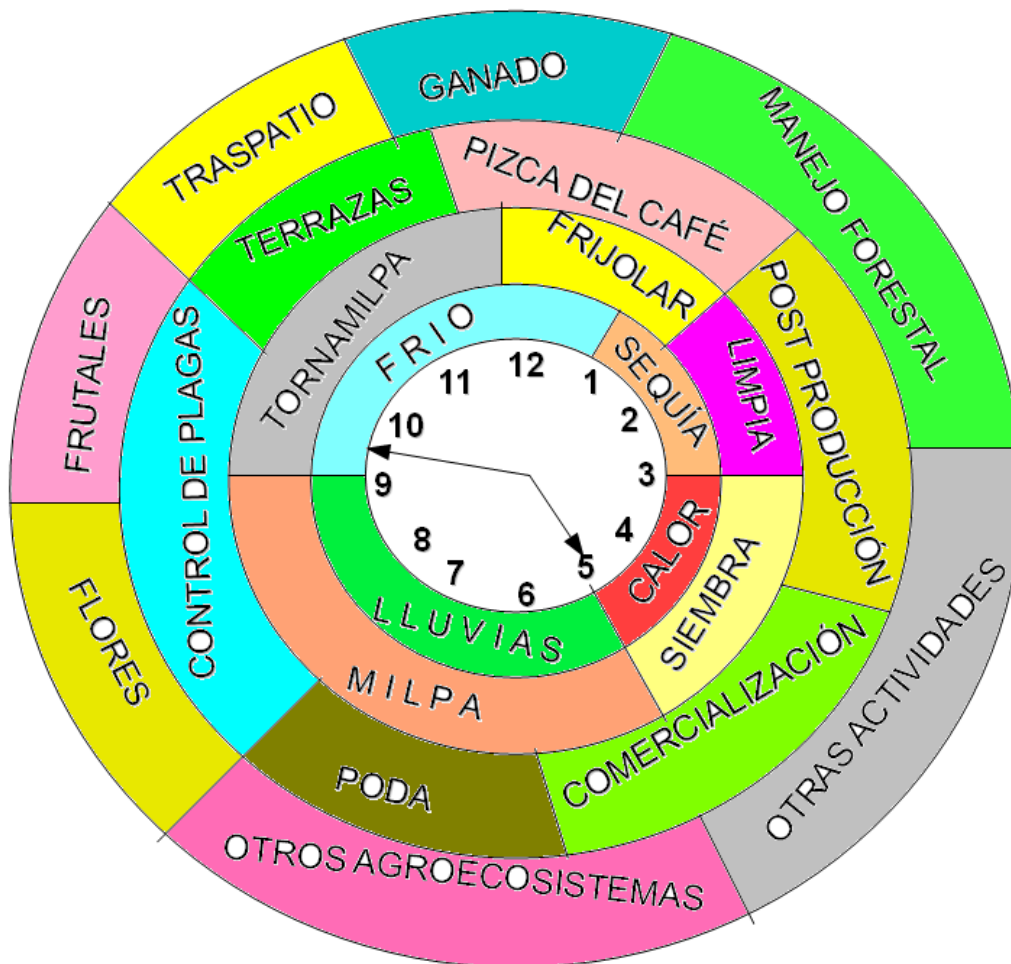 GANADO
MANEJO FORESTAL
OTRAS ACTIVIDADES
OTROS AGROECOSISTEMAS
FLORES
FRUTALES
TRASPATIO
PIZCA DEL CAFÉ
POST PRODUCCIÓN
COMERCIALIZACIÓN
PODA
CONTROL DE PLAGAS
TERRAZAS
FRIJOLAR
LIMPIA
SIEMBRA
MILPA
TORNAMILPA
FRIO
SEQUÍA
CALOR
LLUVIAS
12
1
2
3
4
5
6
7
8
9
10
11